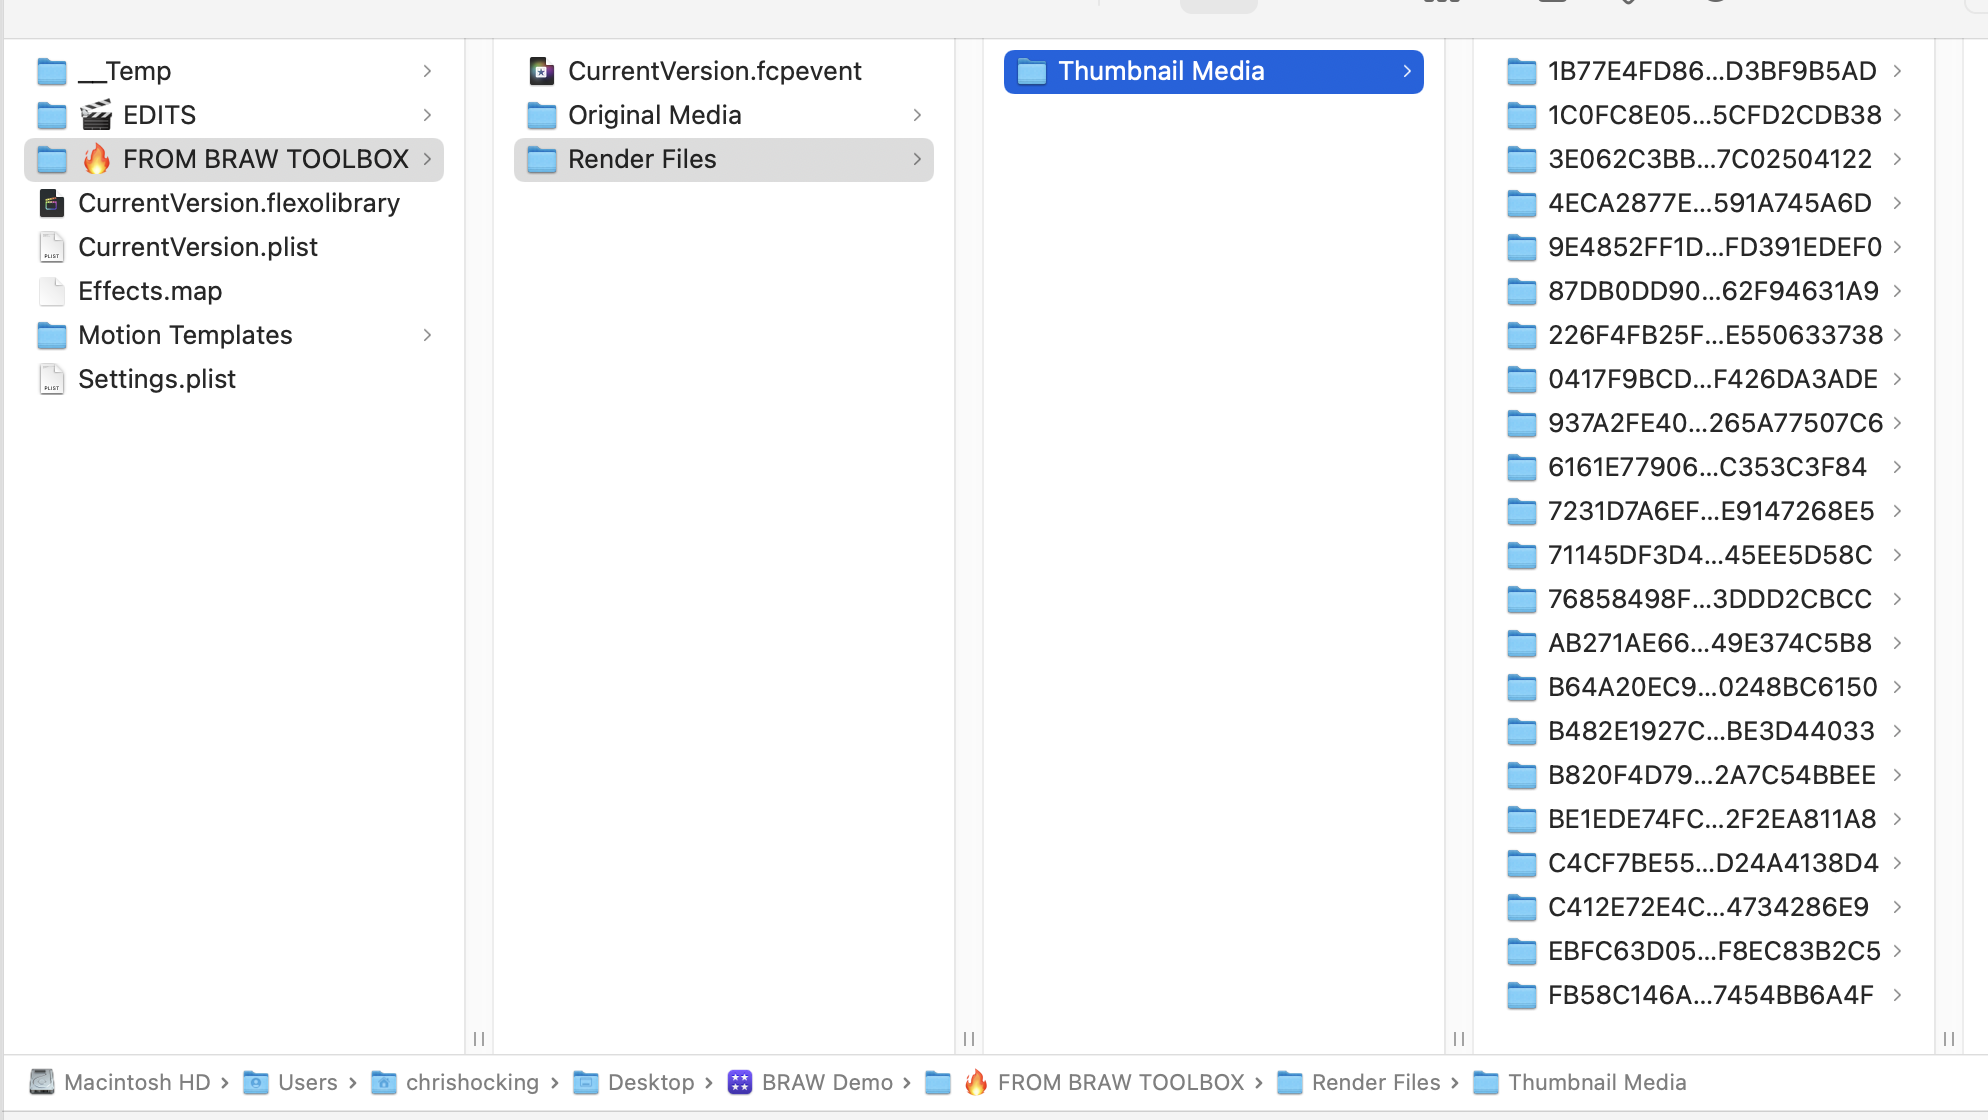 __Temp
🎬 EDITS
🔥 FROM BRAW TOOLBOX
CurrentVersion.flexolibrary
CurrentVersion.plist
Effects.map
Motion Templates
Settings.plist
CurrentVersion.fcpevent
Original Media
Render Files
Thumbnail Media
1B77E4FD86...D3BF9B5AD
1C0FC8E05...5CFD2CDB38
3E062C3BB...7C02504122
4ECA2877E...591A745A6D
9E4852FF1D...FD391EDEF0
87DB0DD90...62F94631A9
226F4FB25F...E550633738
0417F9BCD...F426DA3ADE
937A2FE40...265A77507C6
6161E77906...C353C3F84
7231D7A6EF...E9147268E5
71145DF3D4...45EE5D58C
76858498F...3DDD2CBCC
AB271AE66...49E374C5B8
B64A20EC9...0248BC6150
B482E1927C...BE3D44033
B820F4D79...2A7C54BBEE
BE1EDE74FC...2F2EA811A8
C4CF7BE55...D24A4138D4
C412E72E4C...4734286E9
EBFC63D05...F8EC83B2C5
FB58C146A...7454BB6A4F
Macintosh HD › Users › chrishocking › Desktop › BRAW Demo › 🔥 FROM BRAW TOOLBOX › Render Files › Thumbnail Media